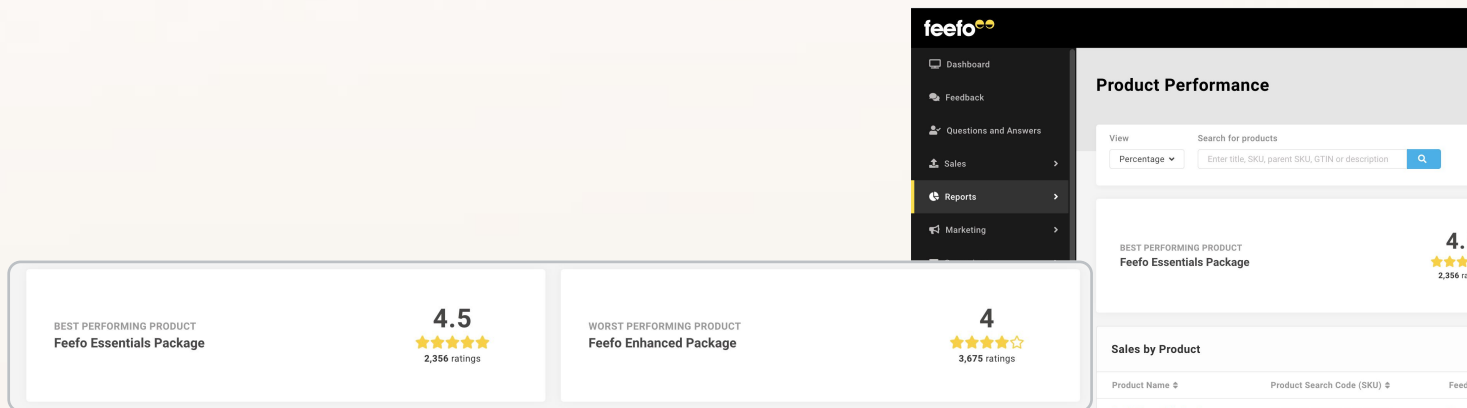 feefo
Dashboard
Feedback
Questions and Answers
Sales
Reports
Marketing
Product Performance
View
Search for products
Percentage
Enter title, SKU, parent SKU, GTIN or description
BEST PERFORMING PRODUCT
Feefo Essentials Package
4.
2,356
Sales by Product
Product Name
Product Search Code (SKU)
BEST PERFORMING PRODUCT
Feefo Essentials Package
4.5
2,356 ratings
WORST PERFORMING PRODUCT
Feefo Enhanced Package
4
3,675 ratings